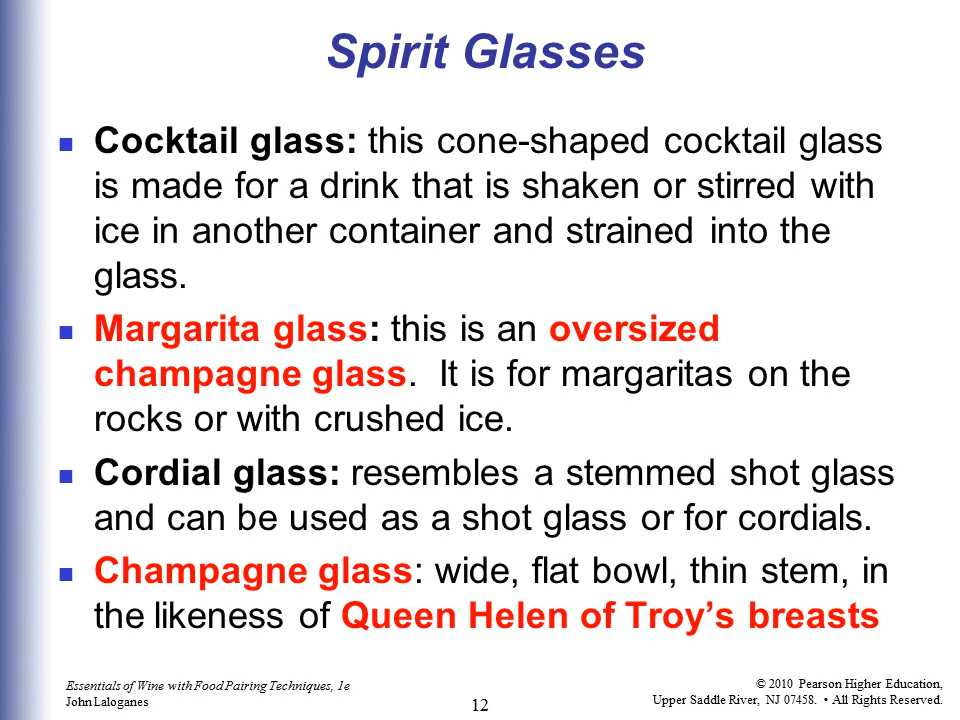 Spirit Glasses
Cocktail glass: this cone-shaped cocktail glass
is made for a drink that is shaken or stirred with
ice in another container and strained into the
glass.
Margarita glass: this is an oversized
champagne glass. It is for margaritas on the
rocks or with crushed ice.
Cordial glass: resembles a stemmed shot glass
and can be used as a shot glass or for cordials.
Champagne glass: wide, flat bowl, thin stem, in
the likeness of Queen Helen of Troy’s breasts
Essentials of Wine with Food Pairing Techniques, 1e
John Laloganes
12
© 2010 Pearson Higher Education,
Upper Saddle River, NJ 07458. • All Rights Reserved.